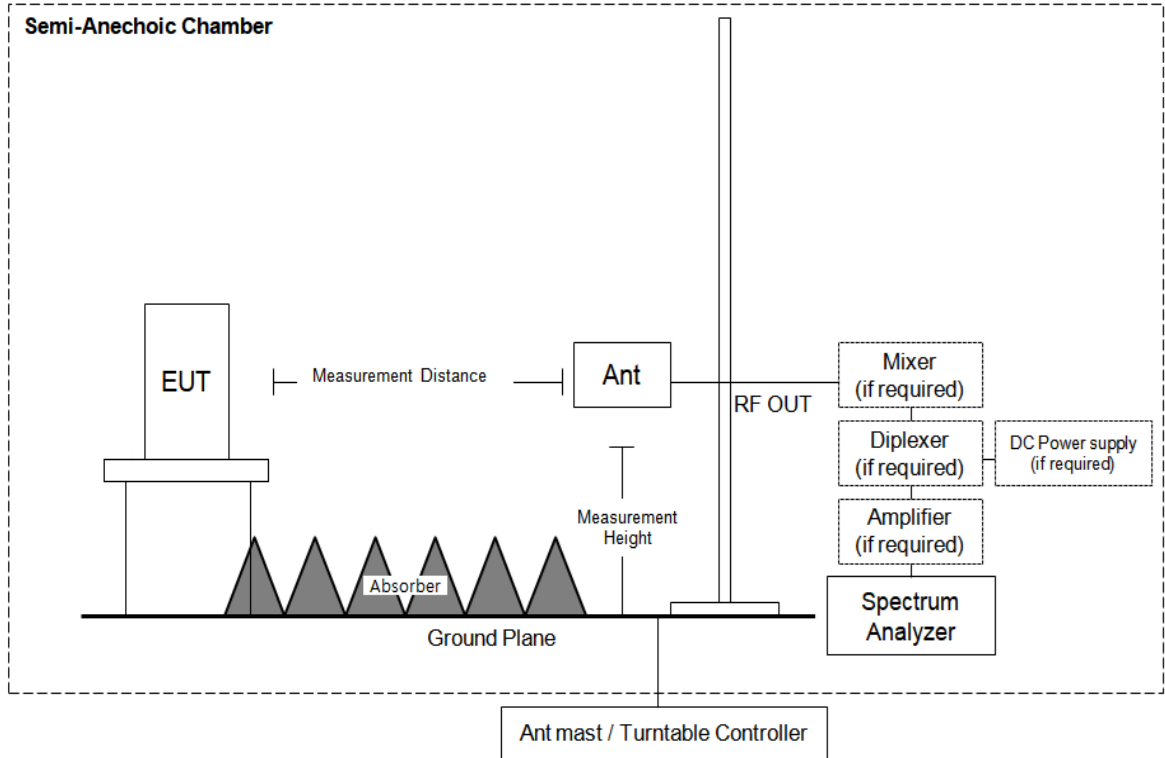 Semi-Anechoic Chamber
EUT
Measurement Distance
Ant
RF OUT
Mixer
(if required)
Diplexer
(if required)
DC Power supply
(if required)
Amplifier
(if required)
Spectrum
Analyzer
Measurement
Height
Absorber
Ground Plane
Ant mast / Turntable Controller